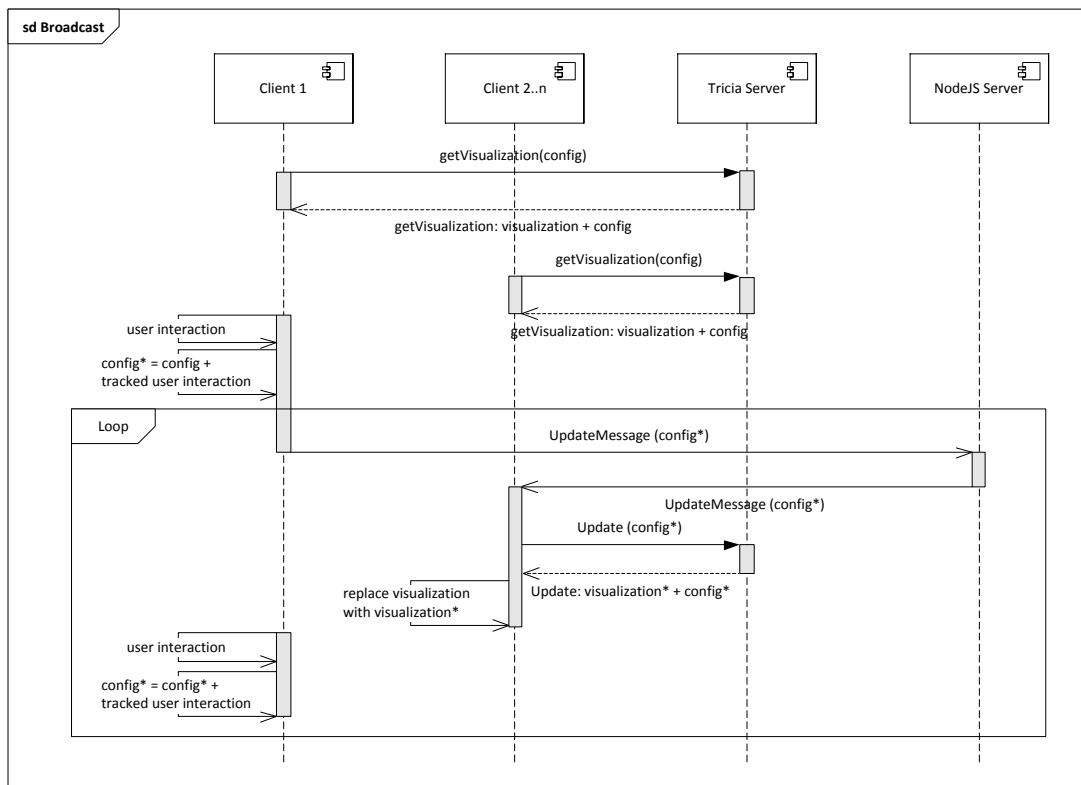 sd Broadcast
Client 1
Client 2..n
Tricia Server
NodeJS Server
getVisualization(config)
getVisualization: visualization + config
getVisualization(config)
getVisualization: visualization + config
user interaction
config* = config +
tracked user interaction
Loop
UpdateMessage (config*)
UpdateMessage (config*)
Update (config*)
Update: visualization* + config*
replace visualization
with visualization*
user interaction
config* = config* +
tracked user interaction